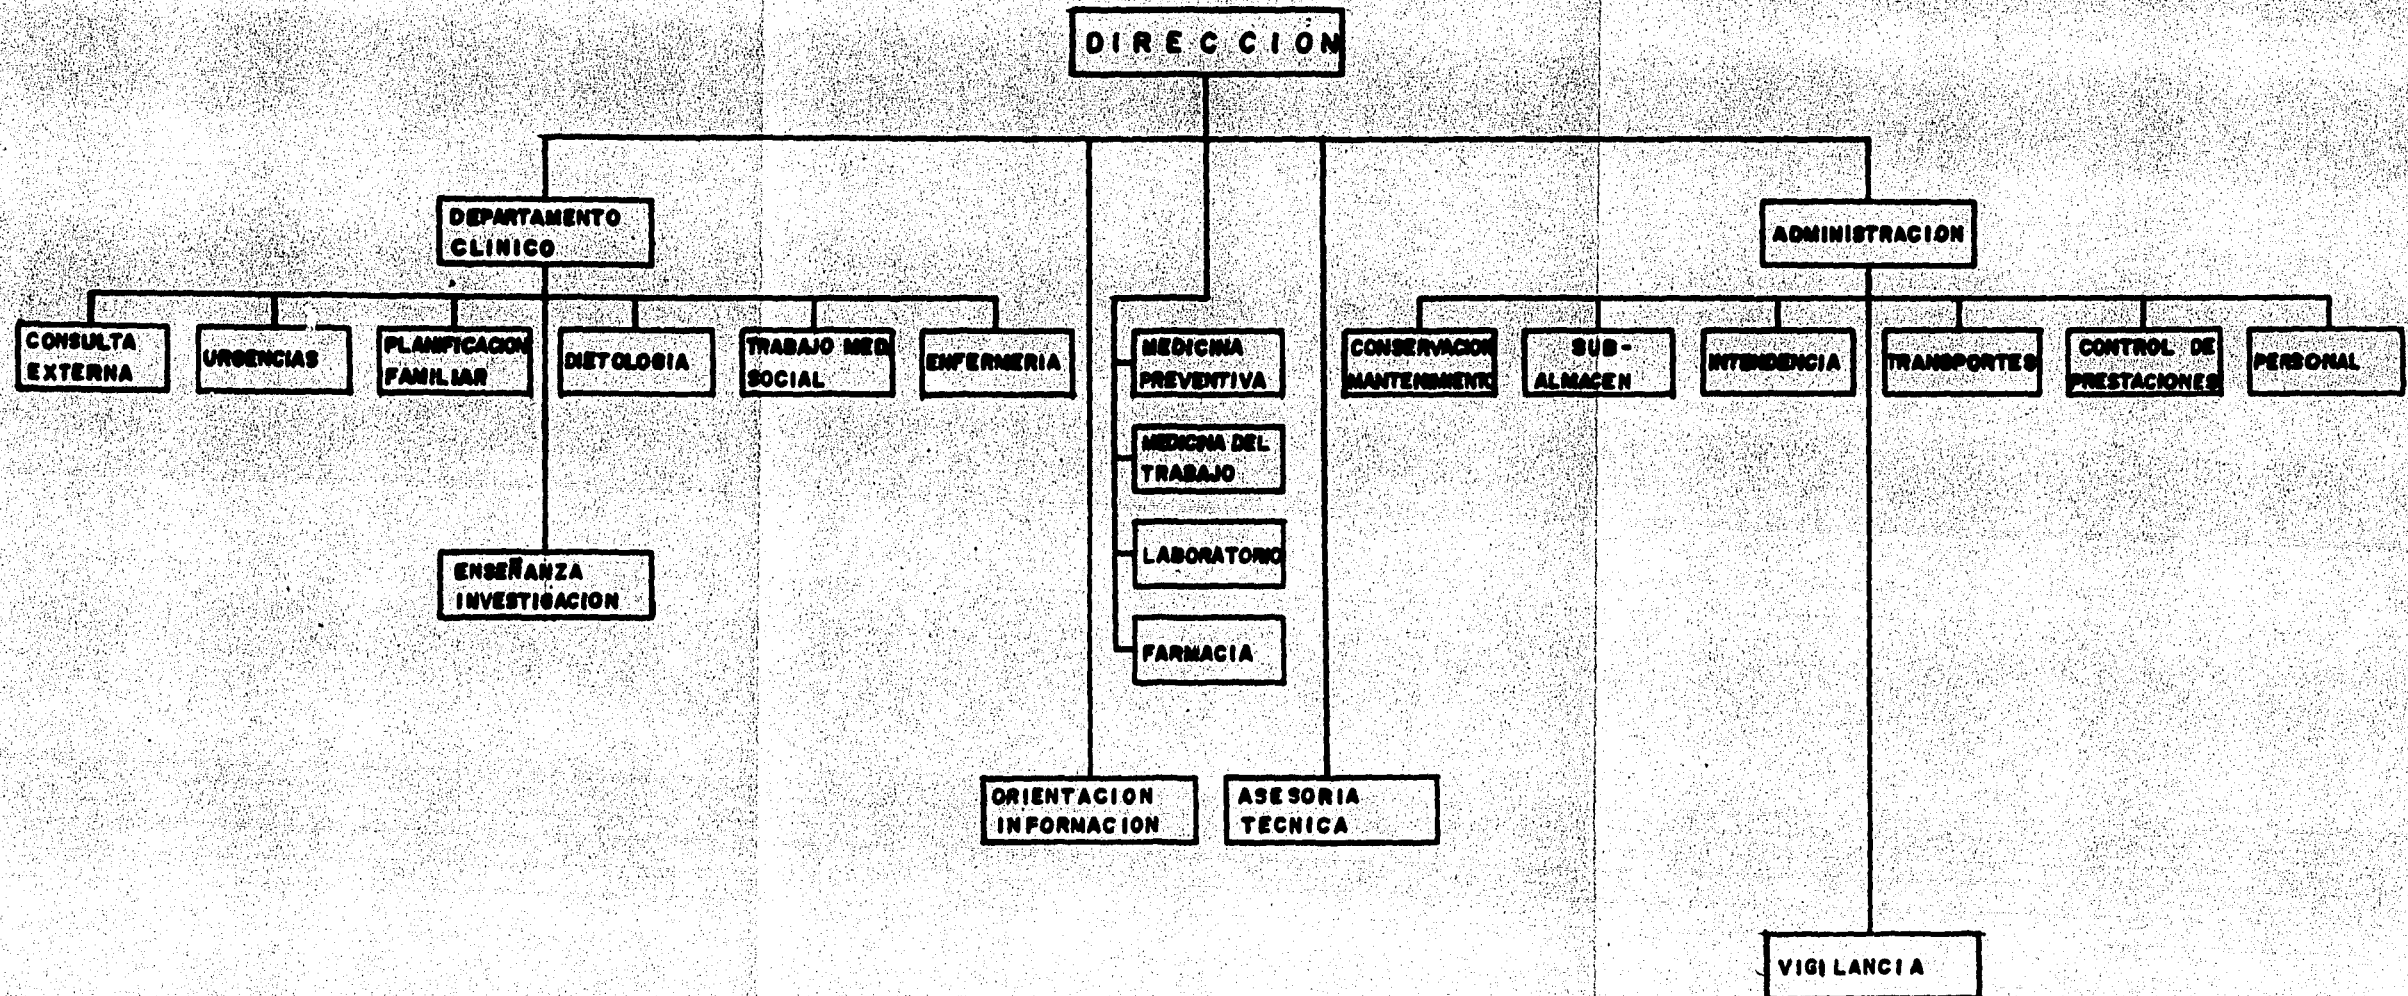 DIRECCION
DEPARTAMENTO
CLINICO
ADMINISTRACION
CONSULTA
EXTERNA
URGENCIAS
PLANIFICACION
FAMILIAR
DIETOLOGIA
TRABAJO MED.
SOCIAL
ENFERMERIA
MEDICINA
PREVENTIVA
CONSERVACION
MANTENIMIENTO
SUB-
ALMACEN
INTENDENCIA
TRANSPORTES
CONTROL DE
PRESTACIONES
PERSONAL
MEDICINA DEL
TRABAJO
LABORATORIO
FARMACIA
ENSEÑANZA
INVESTIGACION
ORIENTACION
INFORMACION
ASESORIA
TECNICA
VIGILANCIA